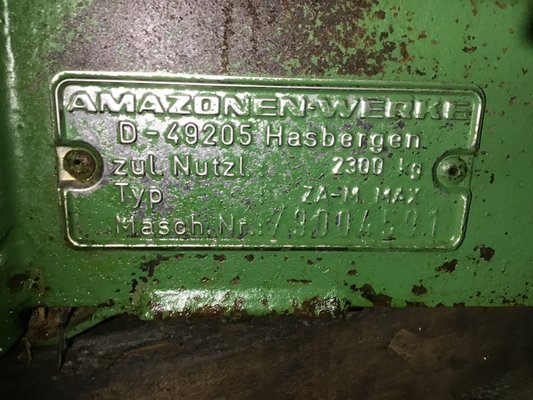 AMAZONEN-WERKE
D-49205 Hasbergen
zul. Nutzl. 2300 kg
Typ ZA-M MAX
Masch.Nr.